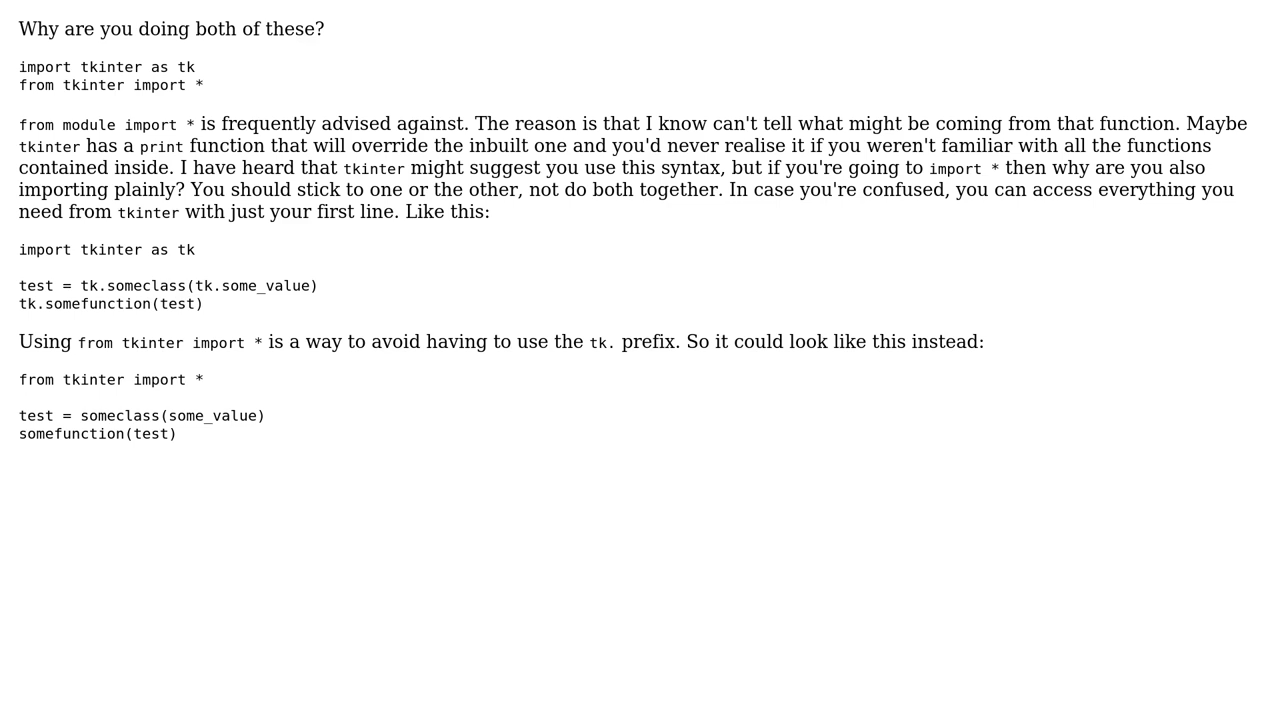 Why are you doing both of these?
import tkinter as tk
from tkinter import *
from module import * is frequently advised against. The reason is that I know can't tell what might be coming from that function. Maybe
tkinter has a print function that will override the inbuilt one and you'd never realise it if you weren't familiar with all the functions
contained inside. I have heard that tkinter might suggest you use this syntax, but if you're going to import * then why are you also
importing plainly? You should stick to one or the other, not do both together. In case you're confused, you can access everything you
need from tkinter with just your first line. Like this:
import tkinter as tk
test = tk.someclass(tk.some_value)
tk.somefunction(test)
Using from tkinter import * is a way to avoid having to use the tk. prefix. So it could look like this instead:
from tkinter import *
test = someclass(some_value)
somefunction(test)